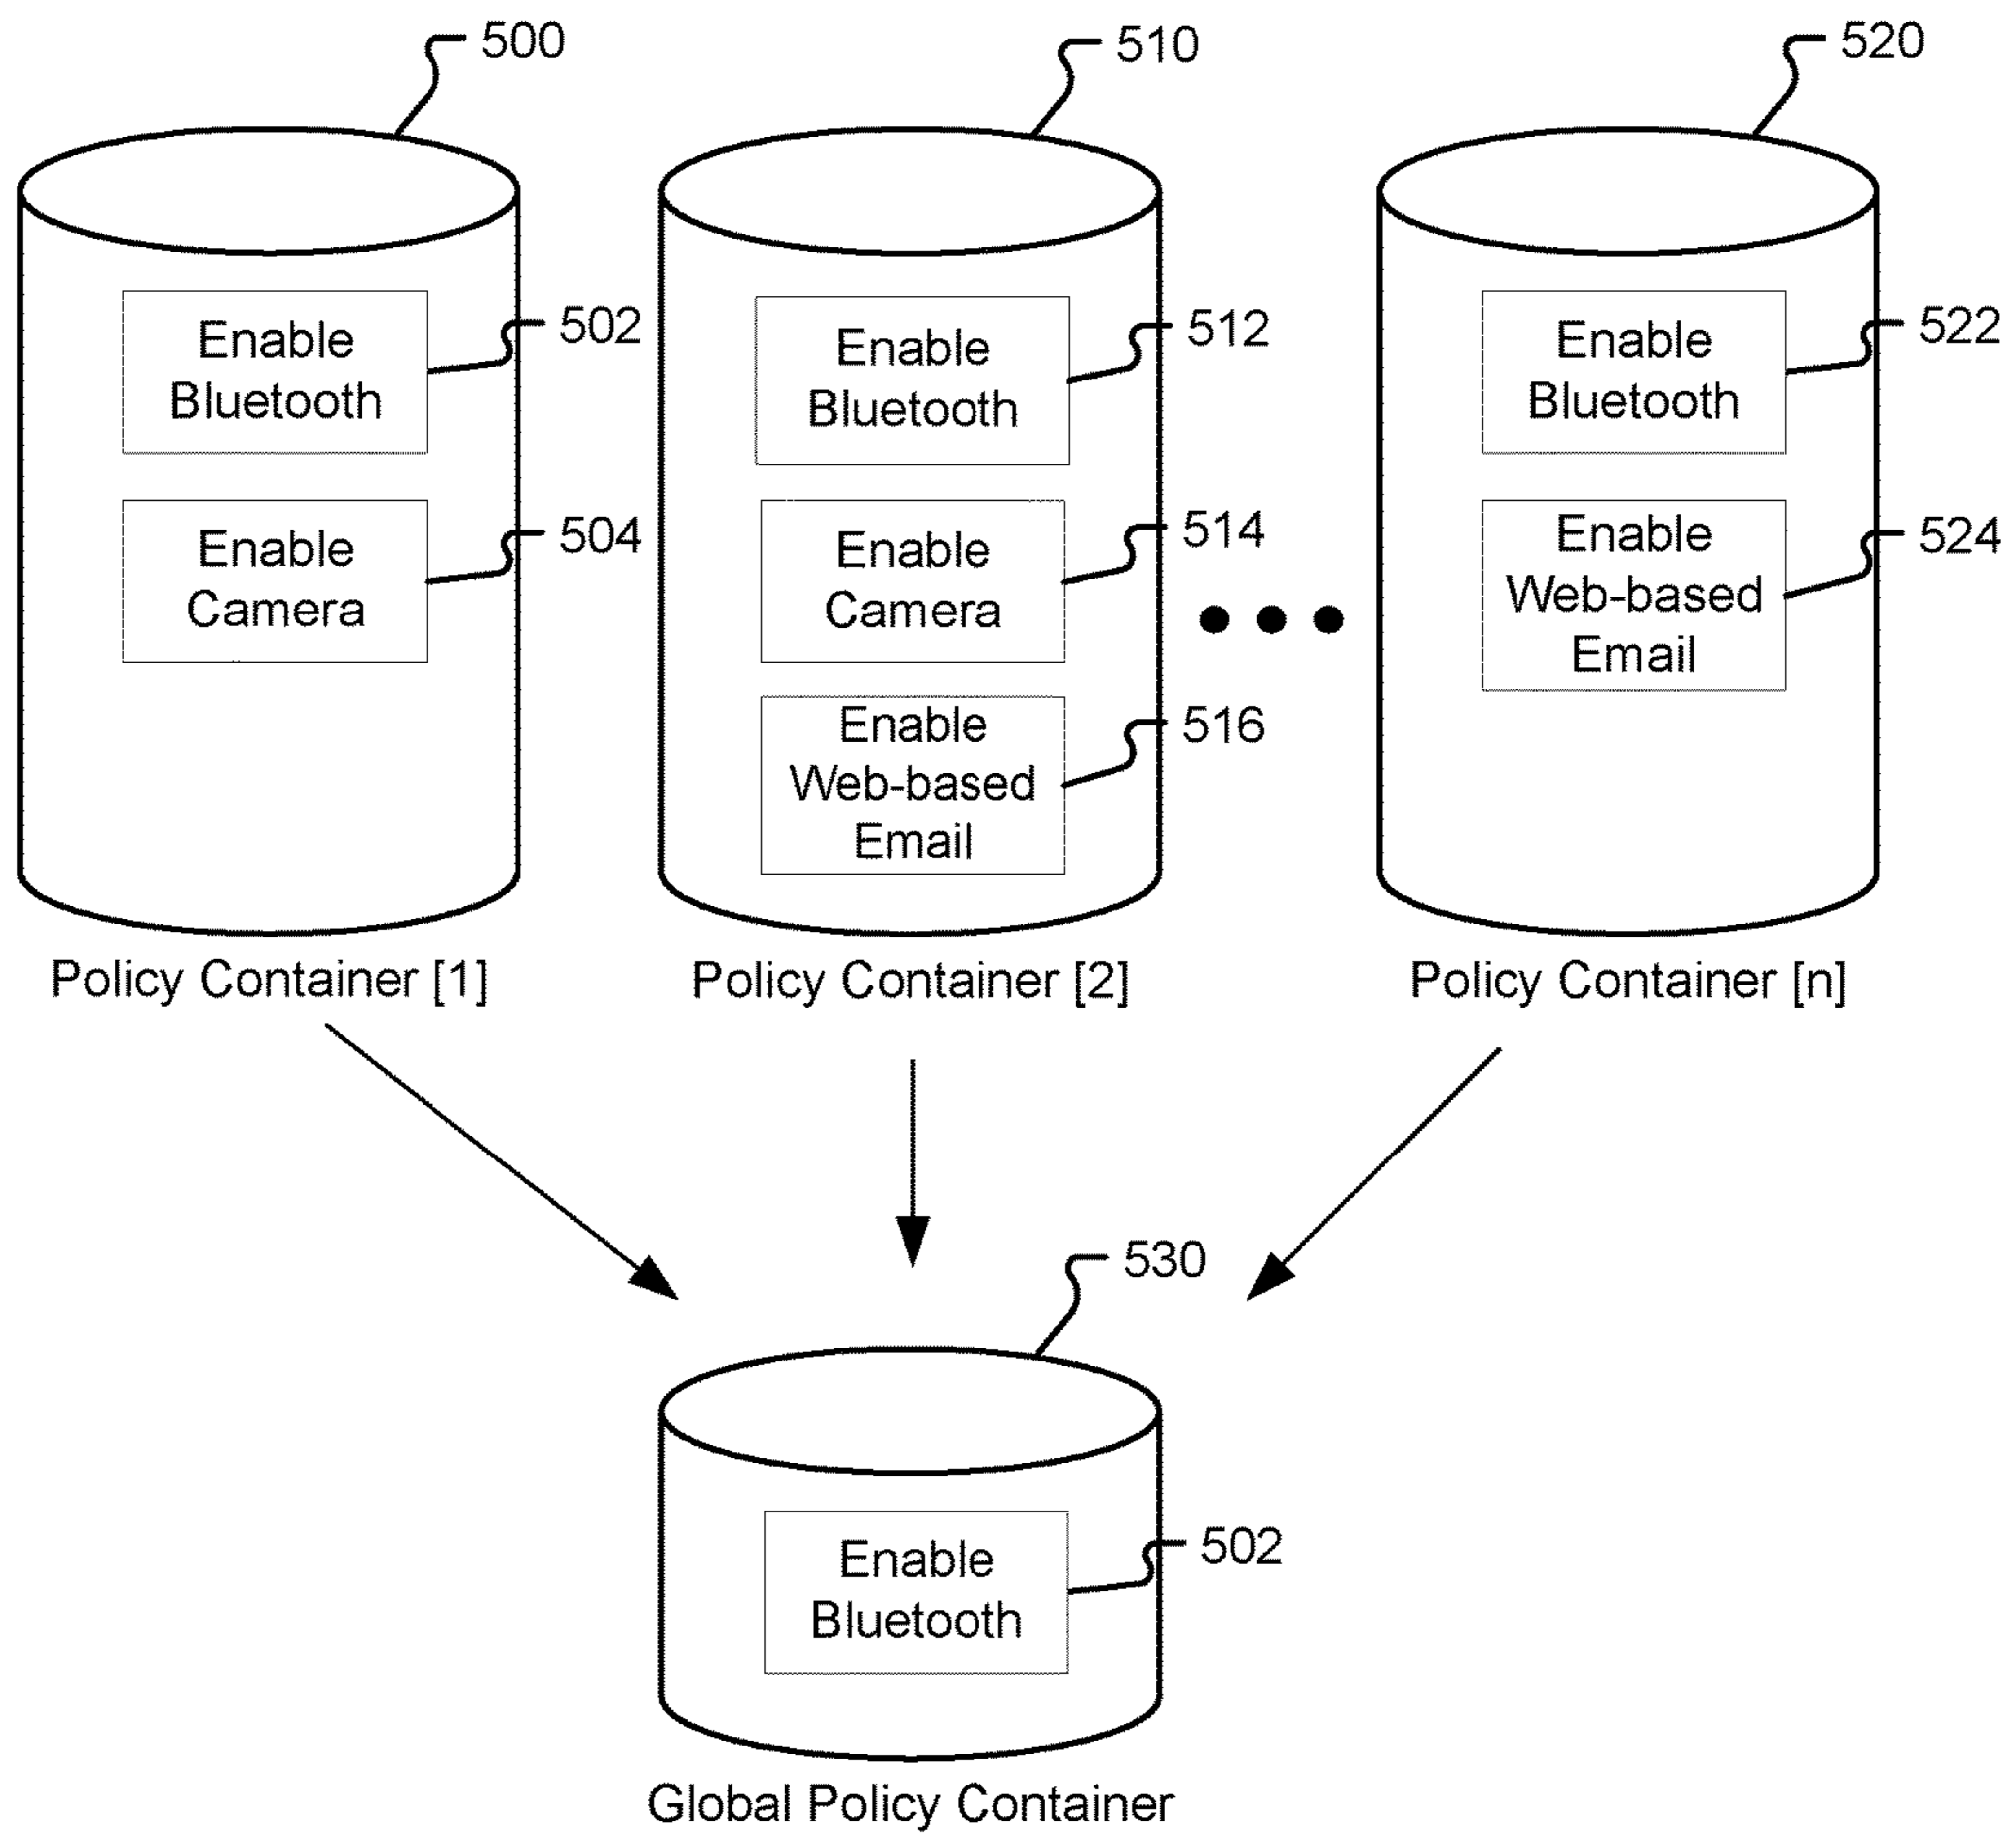 500
510
520
Enable
Bluetooth
502
Enable
Camera
504
Policy Container [1]
Enable
Bluetooth
512
Enable
Camera
514
Enable
Web-based
Email
516
Policy Container [2]
Enable
Bluetooth
522
Enable
Web-based
Email
524
Policy Container [n]
530
Enable
Bluetooth
502
Global Policy Container